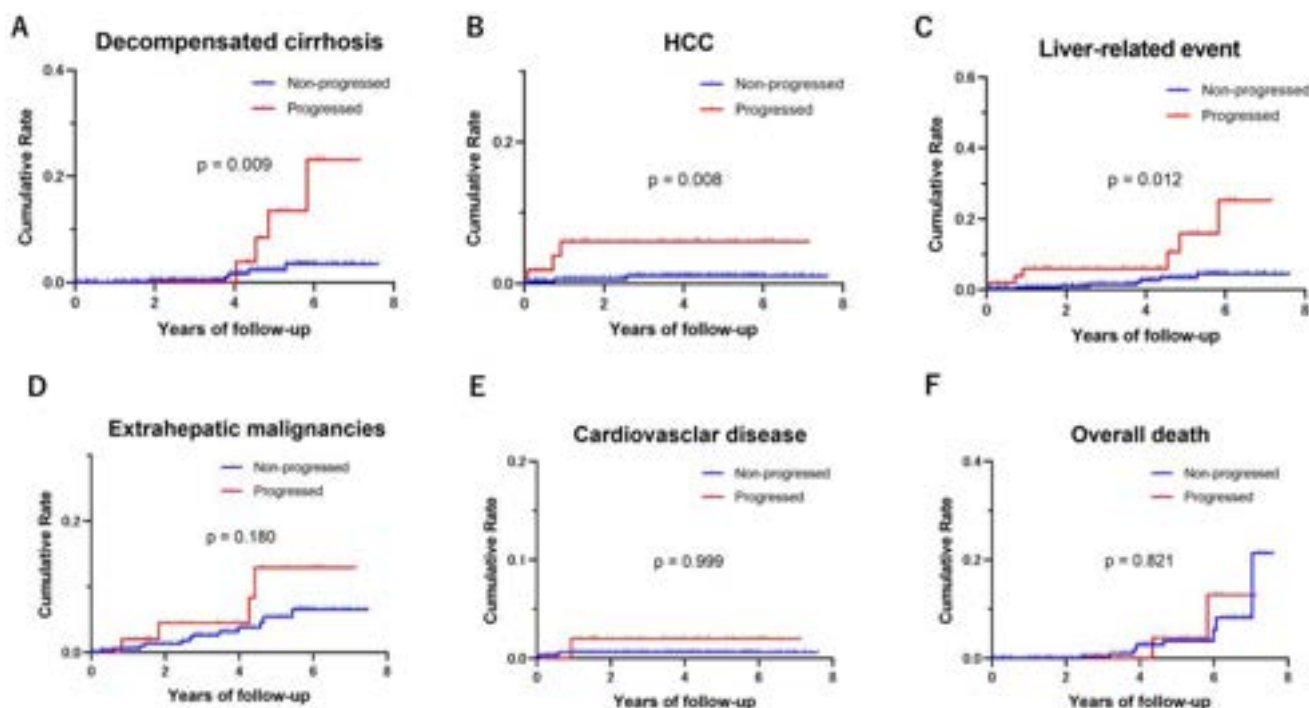 A
Decompensated cirrhosis
Non-progressed
Progressed
p = 0.009
Cumulative Rate
0.4
0.2
0.0
0 2 4 6 8
Years of follow-up
B
HCC
Non-progressed
Progressed
p = 0.008
Cumulative Rate
0.2
0.0
0 2 4 6 8
Years of follow-up
C
Liver-related event
Non-progressed
Progressed
p = 0.012
Cumulative Rate
0.6
0.4
0.2
0.0
0 2 4 6 8
Years of follow-up
D
Extrahepatic malignancies
Non-progressed
Progressed
p = 0.180
Cumulative Rate
0.2
0.0
0 2 4 6 8
Years of follow-up
E
Cardiovasclar disease
Non-progressed
Progressed
p = 0.999
Cumulative Rate
0.2
0.1
0.0
0 2 4 6 8
Years of follow-up
F
Overall death
Non-progressed
Progressed
p = 0.821
Cumulative Rate
0.4
0.2
0.0
0 2 4 6 8
Years of follow-up